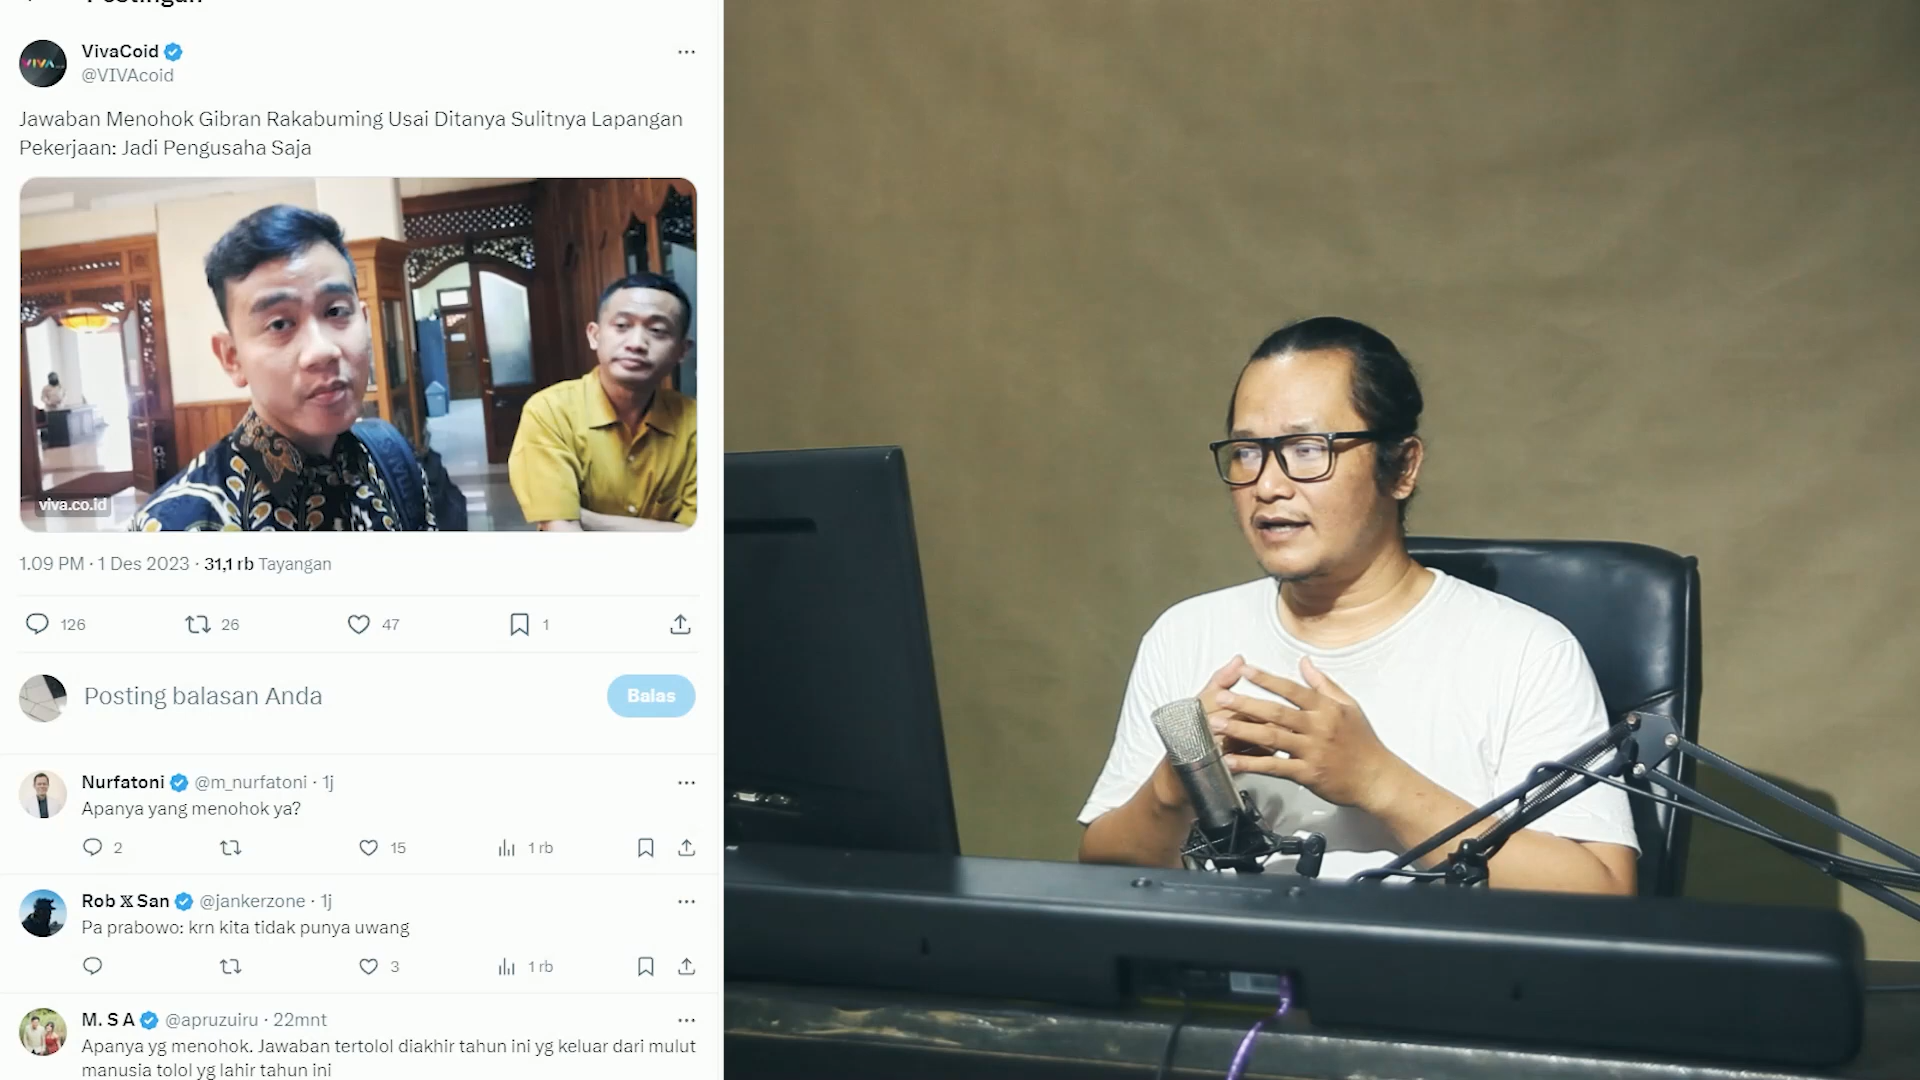 Postingan
VIVA
VivaCoid
@VIVAcoid
Jawaban Menohok Gibran Rakabuming Usai Ditanya Sulitnya Lapangan
Pekerjaan: Jadi Pengusaha Saja
viva.co.id
1.09 PM · 1 Des 2023 · 31,1 rb Tayangan
126 26 47 1
Posting balasan Anda
Balas
Nurfatoni @m_nurfatoni · 1j
Apanya yang menohok ya?
2 15 1 rb
Rob 𝕏 San @jankerzone · 1j
Pa prabowo: krn kita tidak punya uwang
3 1 rb
M. S A @apruzuiru · 22mnt
Apanya yg menohok. Jawaban tertolol diakhir tahun ini yg keluar dari mulut
manusia tolol yg lahir tahun ini